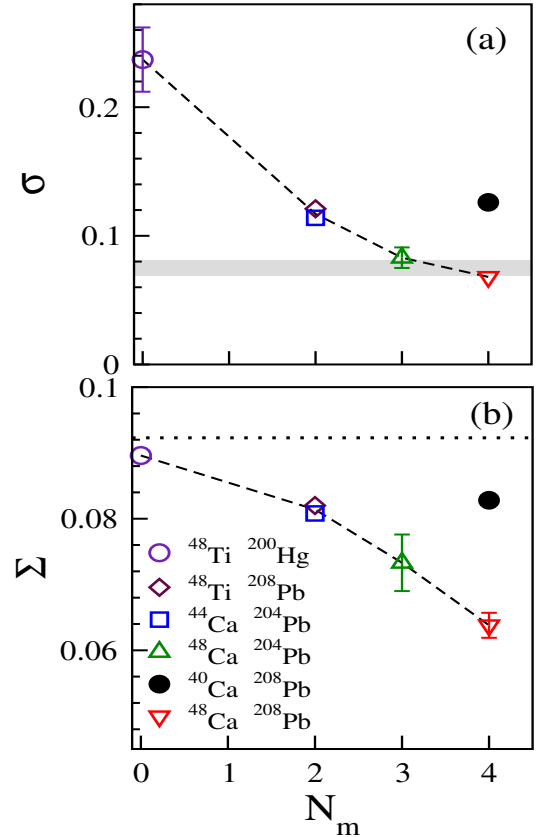 (a)
0.2
σ
0.1
0
0.1
(b)
0.08
Σ
0.06
⁴⁸Ti ²⁰⁰Hg
⁴⁸Ti ²⁰⁸Pb
⁴⁴Ca ²⁰⁴Pb
⁴⁸Ca ²⁰⁴Pb
⁴⁰Ca ²⁰⁸Pb
⁴⁸Ca ²⁰⁸Pb
0 1 2 3 4
Nₘ